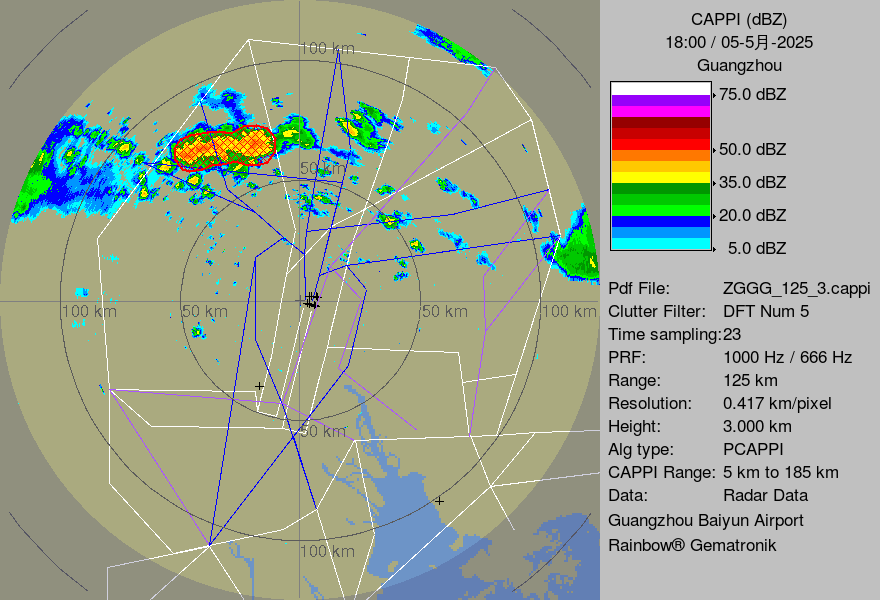 100 km
50 km
100 km
50 km
50 km
100 km
50 km
100 km
CAPPI (dBZ)
18:00 / 05-5月-2025
Guangzhou
75.0 dBZ
50.0 dBZ
35.0 dBZ
20.0 dBZ
5.0 dBZ
Pdf File: ZGGG_125_3.cappi
Clutter Filter: DFT Num 5
Time sampling:23
PRF: 1000 Hz / 666 Hz
Range: 125 km
Resolution: 0.417 km/pixel
Height: 3.000 km
Alg type: PCAPPI
CAPPI Range: 5 km to 185 km
Data: Radar Data
Guangzhou Baiyun Airport
Rainbow® Gematronik